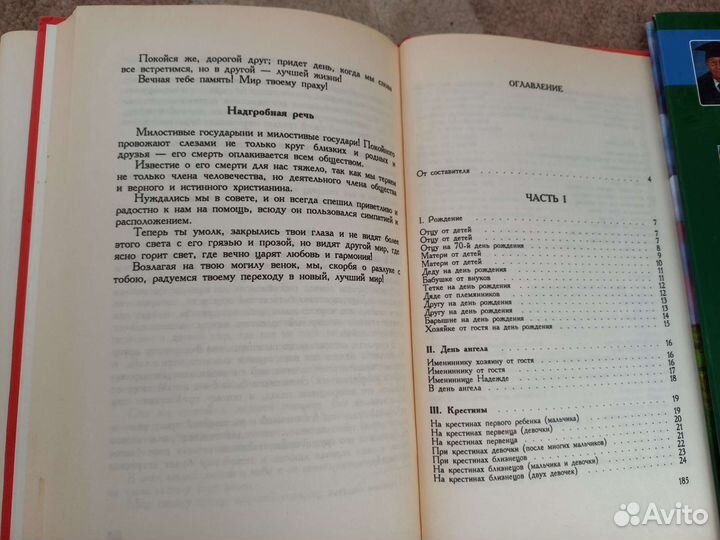 Покойся же, дорогой друг; придет день, когда мы снова
все встретимся, но в другой — лучшей жизни!
Вечная тебе память! Мир твоему праху!
Надгробная речь
Милостивые государыни и милостивые государи! Покойного
провожают слезами не только круг близких и родных и
друзья — его смерть оплакивается всем обществом.
Известие о его смерти для нас тяжело, так как мы теряем
не только члена человечества, но деятельного члена общества
и верного и истинного христианина.
Нуждались мы в совете, и он всегда спешил приветливо и
радостно к нам на помощь, всюду он пользовался симпатией и
расположением.
Теперь ты умолк, закрылись твои глаза и не видят более
этого света с его грязью и прозой, но видят другой мир, где
ясно горит свет, где вечно царят любовь и гармония!
Возлагая на твою могилу венок, мы, скорбя о разлуке с
тобою, радуемся твоему переходу в новый, лучший мир!
ОГЛАВЛЕНИЕ
От составителя 4
ЧАСТЬ I
I. Рождение 7
Отцу от детей 7
Отцу от детей 7
Отцу на 70-й день рождения 8
Матери от детей 9
Матери от детей 10
Деду на день рождения 11
Бабушке от внуков 11
Тетке на день рождения 12
Дяде от племянников 12
Другу на день рождения 13
Другу на день рождения 13
Барышне на день рождения 14
Хозяйке от гостя на день рождения 15
II. День ангела 16
Имениннику хозяину от гостя 16
Имениннику от гостя 16
Именинице Надежде 17
В день ангела 18
III. Крестины 19
На крестинах первого ребенка (мальчика) 19
На крестинах первенца (девочки) 20
На крестинах первенца 21
При крестинах девочки (после многих мальчиков) 21
При крестинах близнецов 22
На крестинах близнецов (мальчика и девочки) 23
На крестинах близнецов (двух девочек) 24
185
Avito